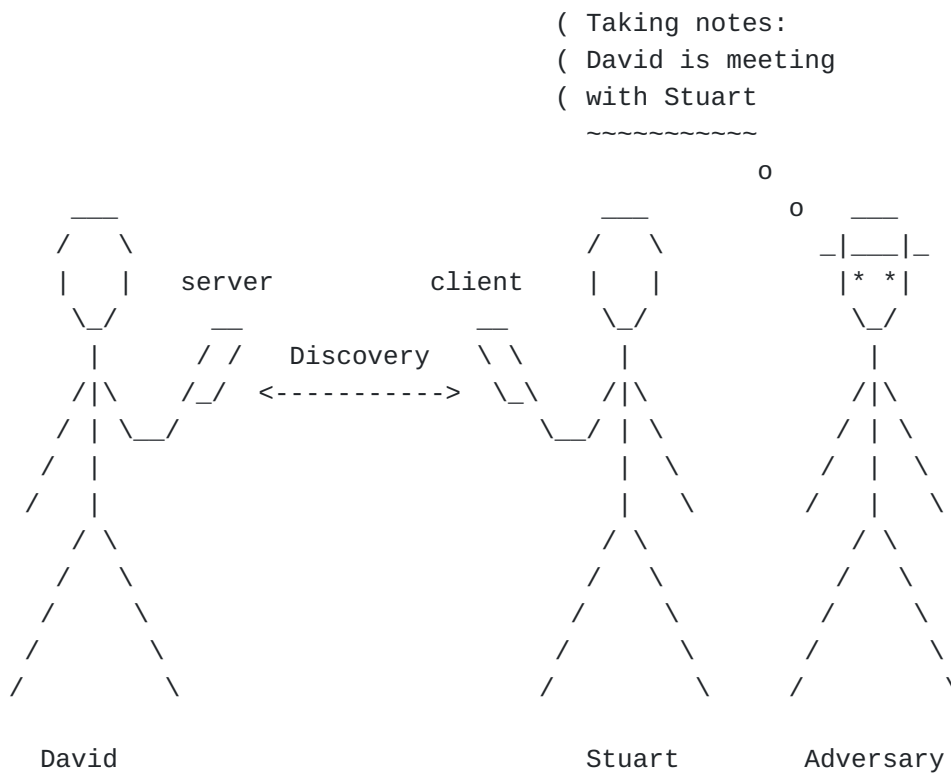 ( Taking notes:
( David is meeting
( with Stuart
~~~~~~~~~~~
o
o
server client
Discovery
<----------->
David Stuart Adversary